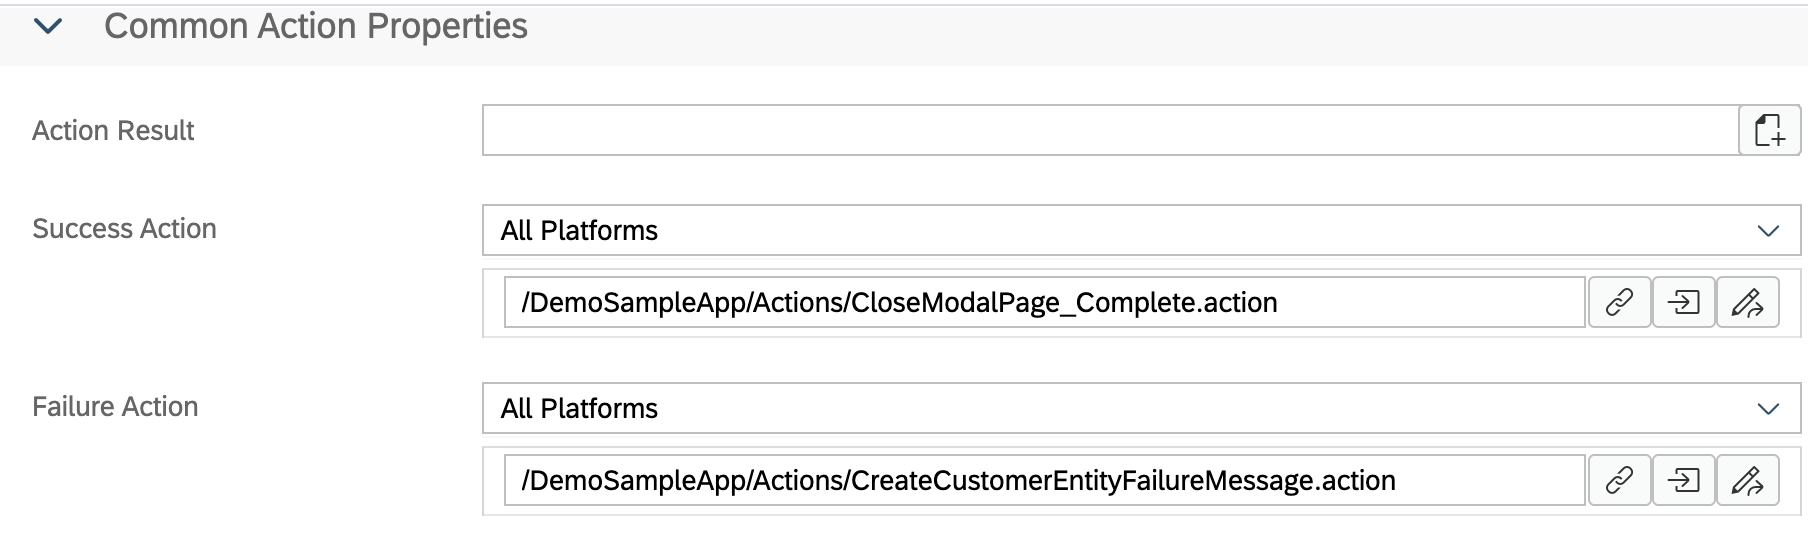 Common Action Properties
Action Result
Success Action
All Platforms
/DemoSampleApp/Actions/CloseModalPage_Complete.action
Failure Action
All Platforms
/DemoSampleApp/Actions/CreateCustomerEntityFailureMessage.action